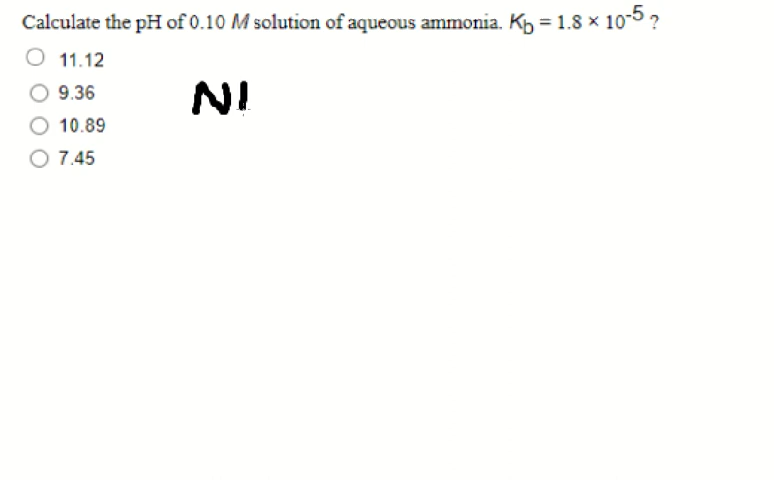 Calculate the pH of 0.10 M solution of aqueous ammonia. Kb = 1.8 × 10-5 ?
11.12
9.36
NI
10.89
7.45